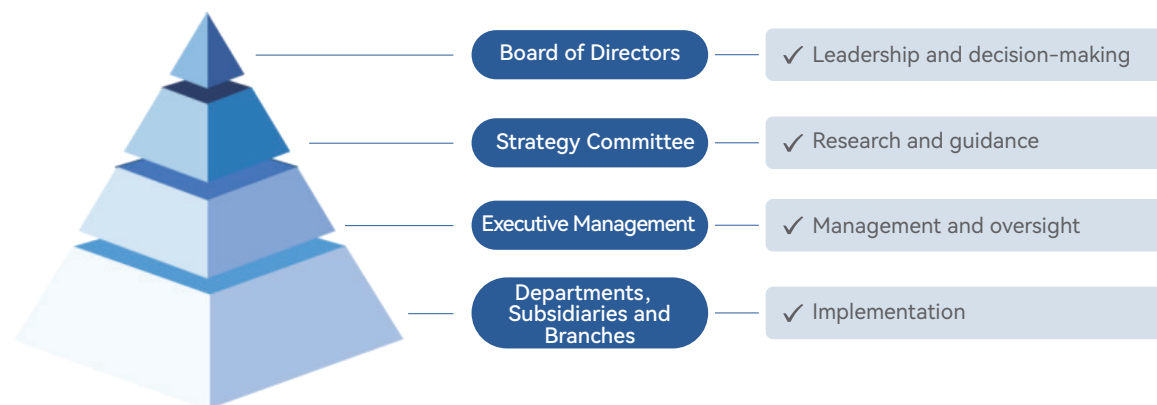 Board of Directors
✓ Leadership and decision-making
Strategy Committee
✓ Research and guidance
Executive Management
✓ Management and oversight
Departments,
Subsidiaries and
Branches
✓ Implementation